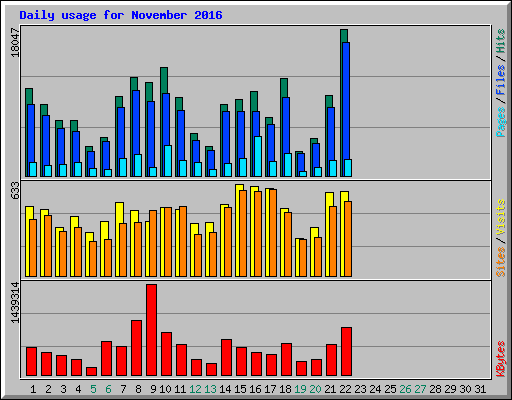 Daily usage for November 2016
18047
633
1439314
Pages / Files / Hits
Sites / Visits
KBytes
1 2 3 4 5 6 7 8 9 10 11 12 13 14 15 16 17 18 19 20 21 22 23 24 25 26 27 28 29 30 31